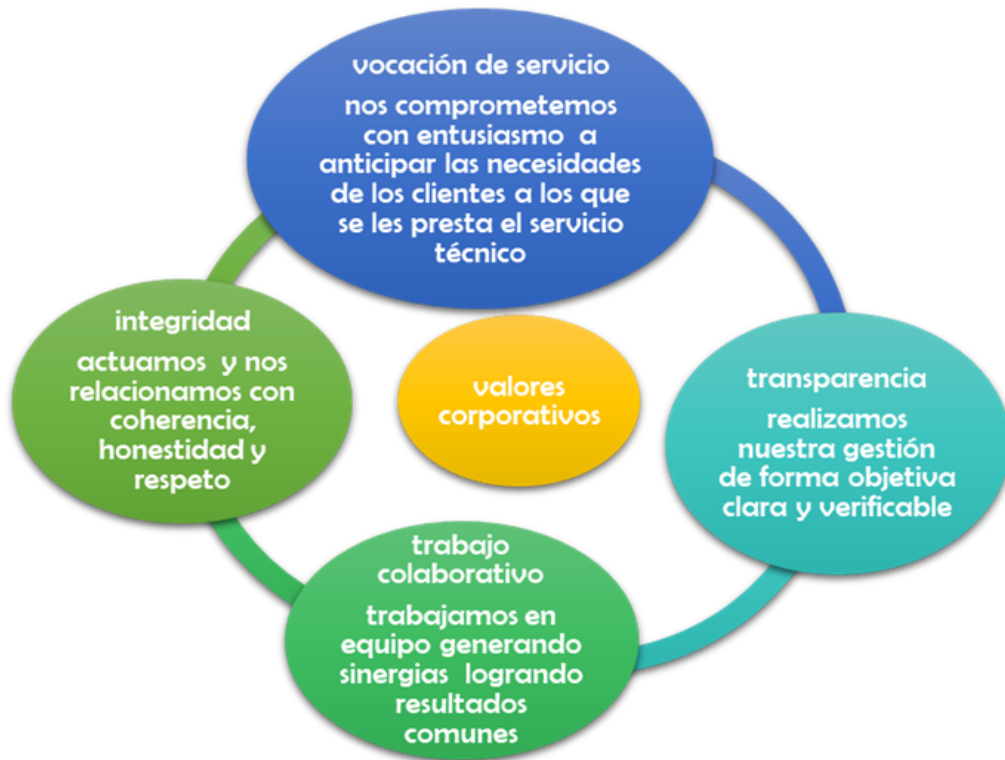 vocación de servicio
nos comprometemos
con entusiasmo a
anticipar las necesidades
de los clientes a los que
se les presta el servicio
técnico
integridad
actuamos y nos
relacionamos con
coherencia,
honestidad y
respeto
valores
corporativos
transparencia
realizamos
nuestra gestión
de forma objetiva
clara y verificable
trabajo
colaborativo
trabajamos en
equipo generando
sinergias logrando
resultados
comunes